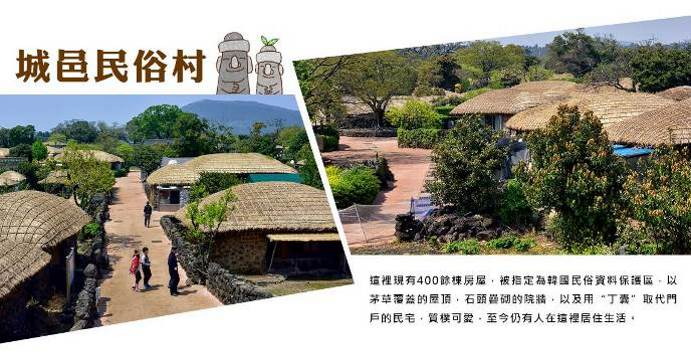 城邑民俗村
這裡現有400餘棟房屋，被指定為韓國民俗資料保護區，以
茅草覆蓋的屋頂，石頭疊砌的院牆，以及用“丁囊”取代門
戶的民宅，質樸可愛，至今仍有人在這裡居住生活。